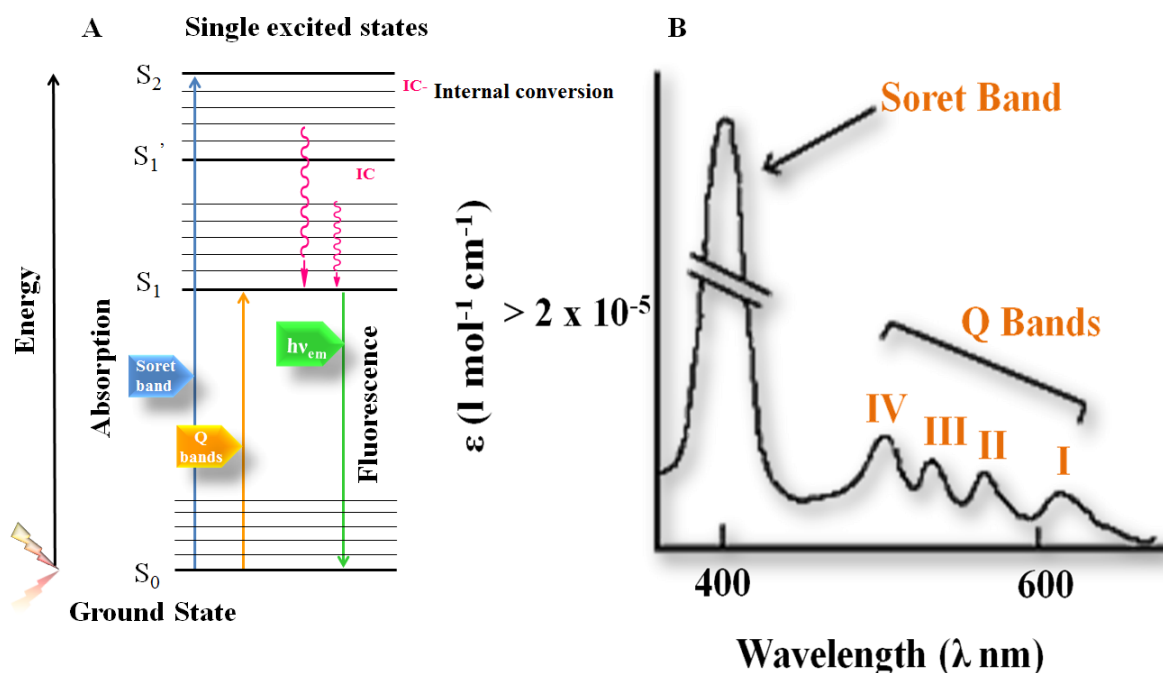 A
Single excited states
S2
IC- Internal conversion
S1’
IC
S1
Energy
Absorption
Soret
band
Q
bands
hνem
Fluorescence
S0
Ground State
B
Soret Band
ε (l mol-1 cm-1)
> 2 x 10-5
Q Bands
IV
III
II
I
400
600
Wavelength (λ nm)